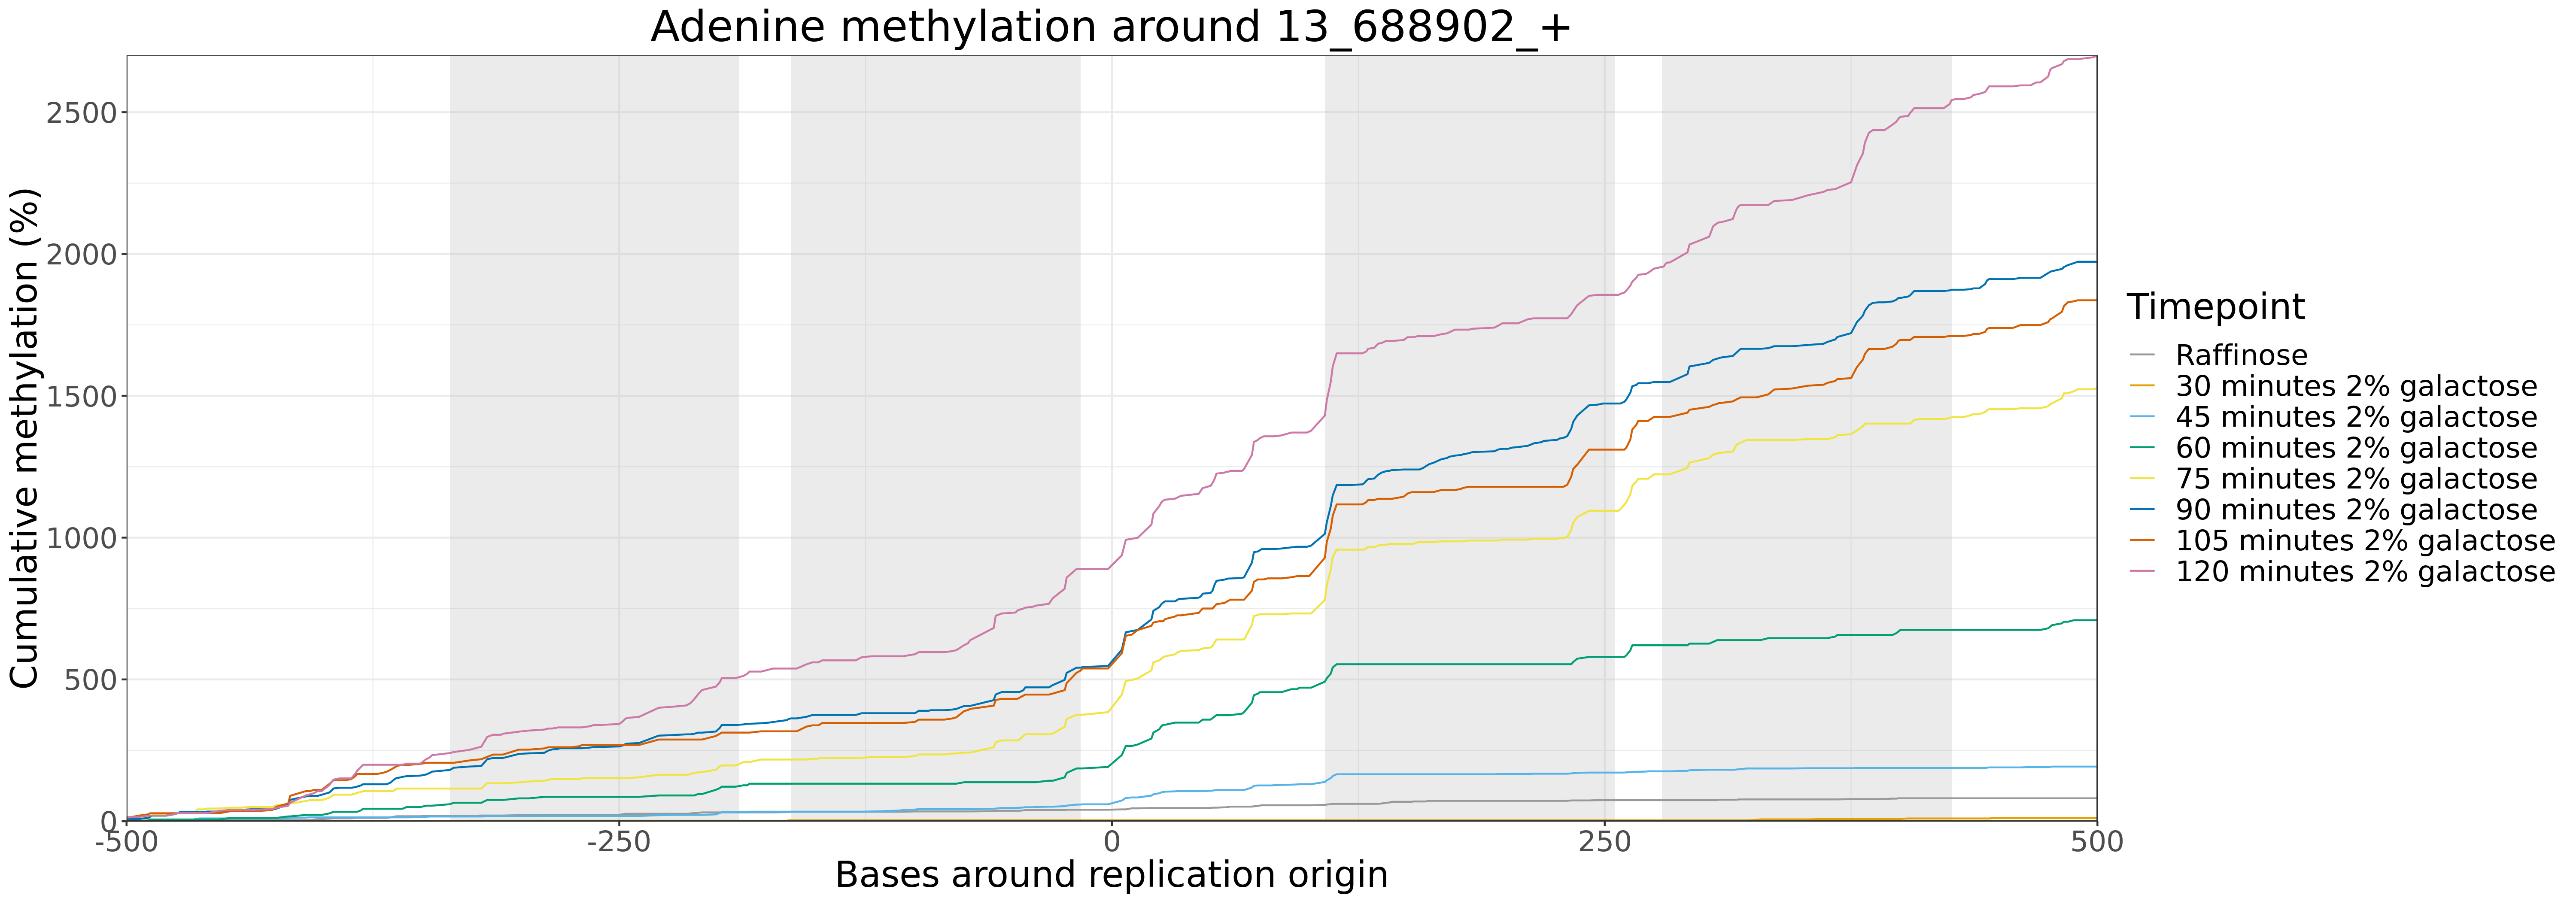 Adenine methylation around 13_688902_+
Cumulative methylation (%)
2500
2000
1500
1000
500
0
-500
-250
0
250
500
Bases around replication origin
Timepoint
Raffinose
30 minutes 2% galactose
45 minutes 2% galactose
60 minutes 2% galactose
75 minutes 2% galactose
90 minutes 2% galactose
105 minutes 2% galactose
120 minutes 2% galactose